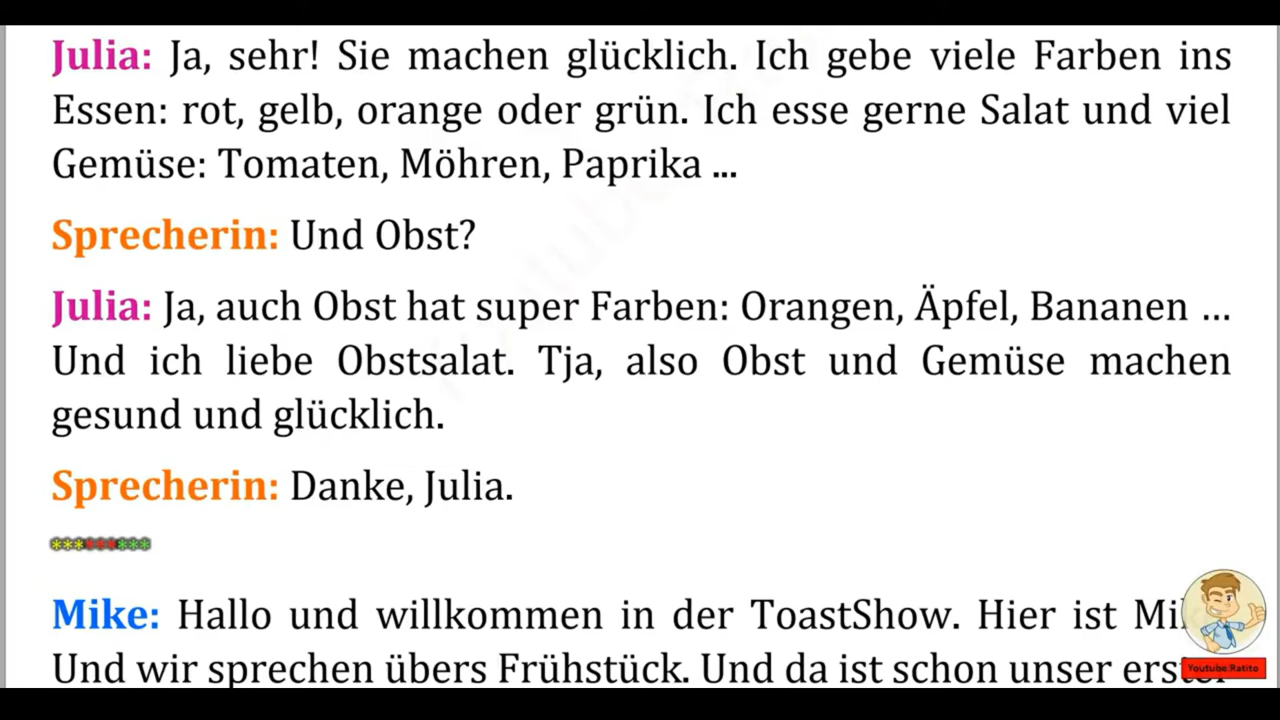 Julia: Ja, sehr! Sie machen glücklich. Ich gebe viele Farben ins
Essen: rot, gelb, orange oder grün. Ich esse gerne Salat und viel
Gemüse: Tomaten, Möhren, Paprika ...
Sprecherin: Und Obst?
Julia: Ja, auch Obst hat super Farben: Orangen, Äpfel, Bananen ...
Und ich liebe Obstsalat. Tja, also Obst und Gemüse machen
gesund und glücklich.
Sprecherin: Danke, Julia.
*********
Mike: Hallo und willkommen in der ToastShow. Hier ist
Und wir sprechen übers Frühstück. Und da ist schon unser
Youtube:Ratito